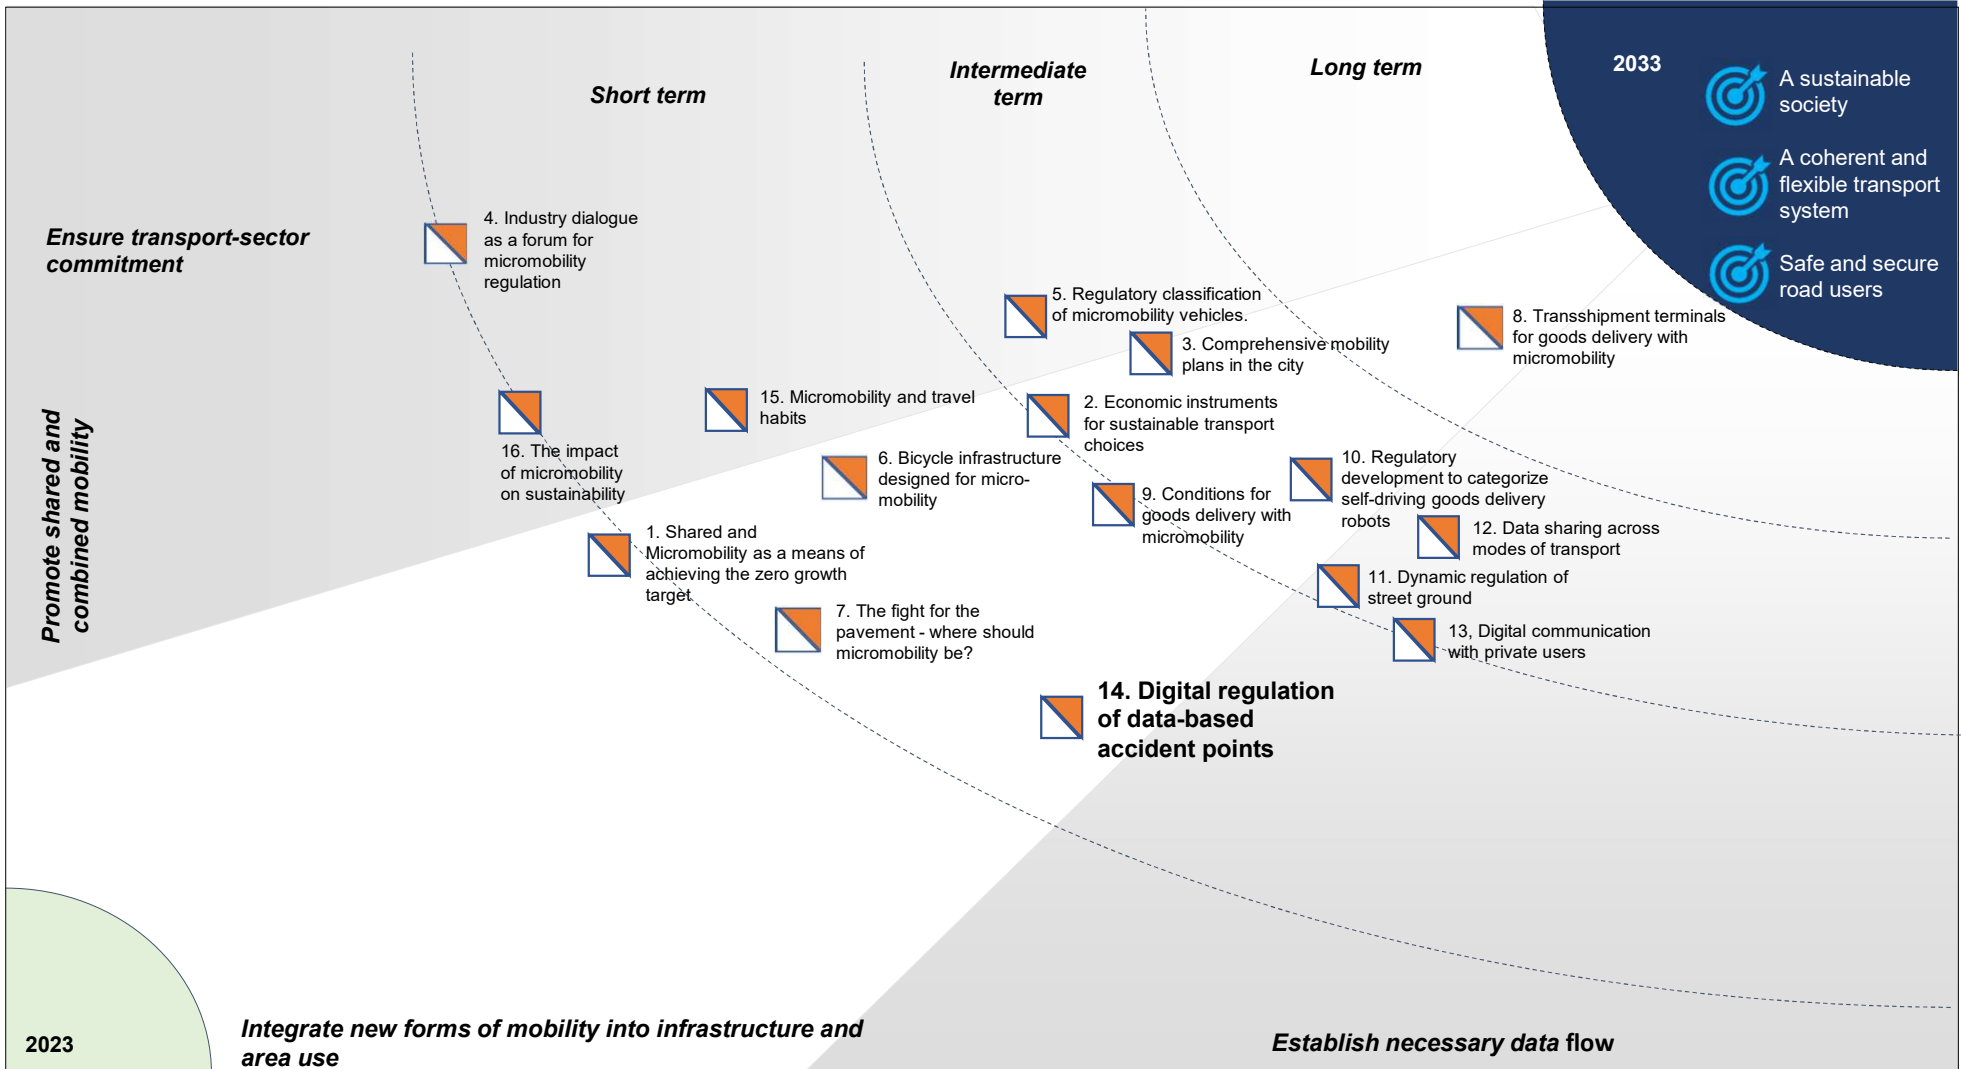 Short term
Intermediate
term
Long term
2033
A sustainable
society
A coherent and
flexible transport
system
Safe and secure
road users
Ensure transport-sector
commitment
4. Industry dialogue
as a forum for
micromobility
regulation
5. Regulatory classification
of micromobility vehicles.
3. Comprehensive mobility
plans in the city
8. Transshipment terminals
for goods delivery with
micromobility
Promote shared and
combined mobility
16. The impact
of micromobility
on sustainability
15. Micromobility and travel
habits
2. Economic instruments
for sustainable transport
choices
6. Bicycle infrastructure
designed for micro-
mobility
9. Conditions for
goods delivery with
micromobility
10. Regulatory
development to categorize
self-driving goods delivery
robots
12. Data sharing across
modes of transport
1. Shared and
Micromobility as a means of
achieving the zero growth
target
11. Dynamic regulation of
street ground
7. The fight for the
pavement - where should
micromobility be?
13, Digital communication
with private users
14. Digital regulation
of data-based
accident points
2023
Integrate new forms of mobility into infrastructure and
area use
Establish necessary data flow